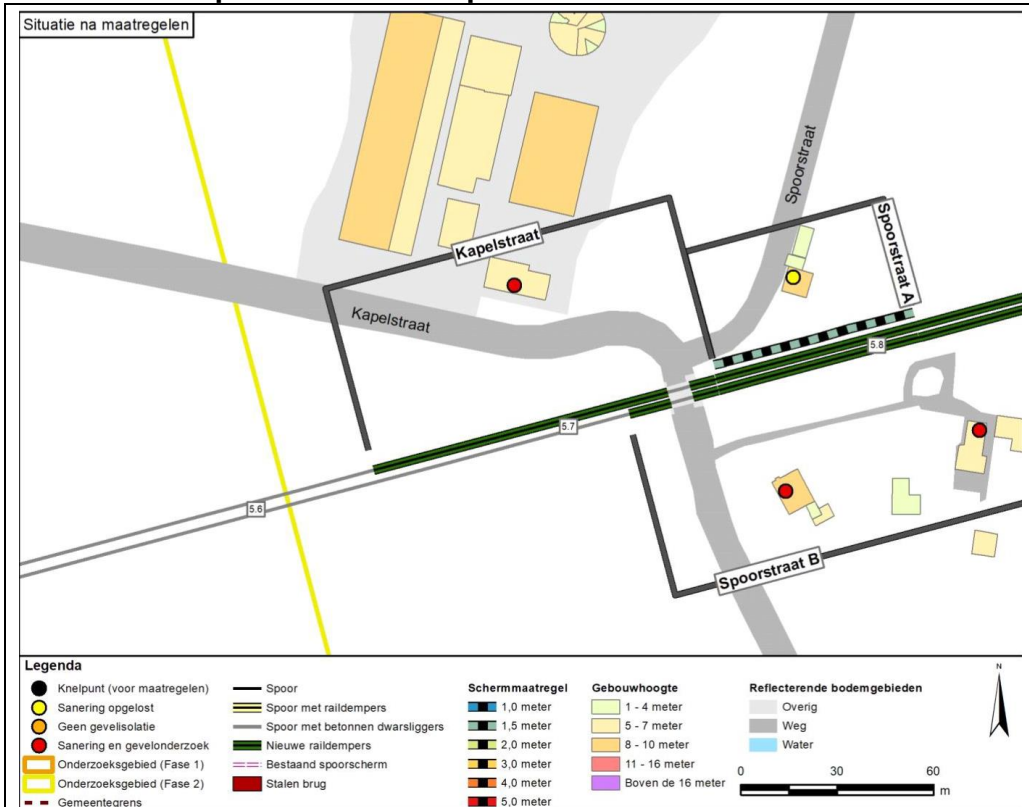 Situatie na maatregelen
Spoorstraat
Spoorstraat A
Kapelstraat
Kapelstraat
5.8
5.7
5.6
Spoorstraat B
Legenda
Knelpunt (voor maatregelen)
Sanering opgelost
Geen gevelisolatie
Sanering en gevelonderzoek
Onderzoeksgebied (Fase 1)
Onderzoeksgebied (Fase 2)
Gemeentegrens
Spoor
Spoor met raildempers
Spoor met betonnen dwarsliggers
Nieuwe raildempers
Bestaand spoorscherm
Stalen brug
Schermmaatregel
1,0 meter
1,5 meter
2,0 meter
3,0 meter
4,0 meter
5,0 meter
Gebouwhoogte
1 - 4 meter
5 - 7 meter
8 - 10 meter
11 - 16 meter
Boven de 16 meter
Reflecterende bodemgebieden
Overig
Weg
Water
N
0 30 60
m